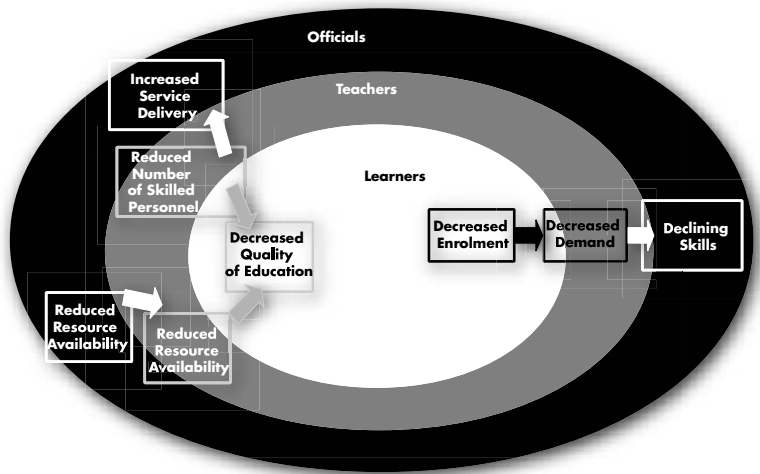 Officials
Teachers
Learners
Increased
Service
Delivery
Reduced
Number
of Skilled
Personnel
Decreased
Quality
of Education
Reduced
Resource
Availability
Reduced
Resource
Availability
Decreased
Enrolment
Decreased
Demand
Declining
Skills